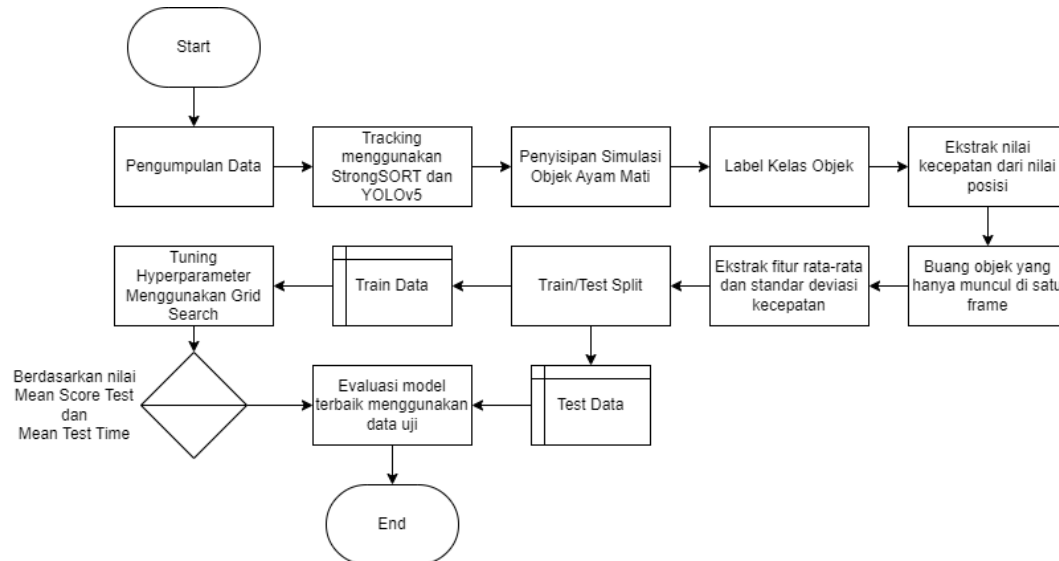 Start
Pengumpulan Data
Tracking
menggunakan
StrongSORT dan
YOLOv5
Penyisipan Simulasi
Objek Ayam Mati
Label Kelas Objek
Ekstrak nilai
kecepatan dari nilai
posisi
Buang objek yang
hanya muncul di satu
frame
Ekstrak fitur rata-rata
dan standar deviasi
kecepatan
Train/Test Split
Train Data
Tuning
Hyperparameter
Menggunakan Grid
Search
Berdasarkan nilai
Mean Score Test
dan
Mean Test Time
Evaluasi model
terbaik menggunakan
data uji
Test Data
End